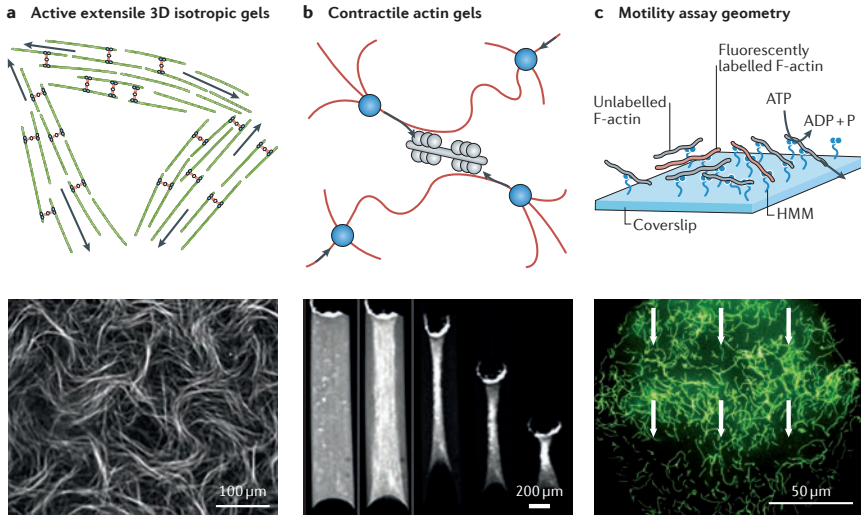 a Active extensile 3D isotropic gels
b Contractile actin gels
c Motility assay geometry
Fluorescently
labelled F-actin
Unlabelled
F-actin
ATP
ADP + P
HMM
Coverslip
100 µm
200 µm
50 µm